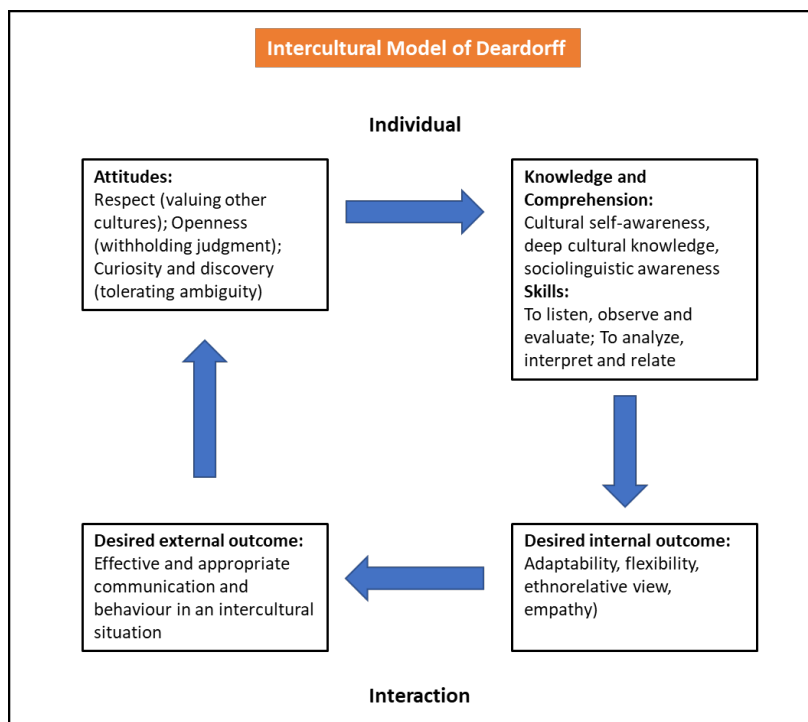 Intercultural Model of Deardorff
Individual
Attitudes:
Respect (valuing other
cultures); Openness
(withholding judgment);
Curiosity and discovery
(tolerating ambiguity)
Knowledge and
Comprehension:
Cultural self-awareness,
deep cultural knowledge,
sociolinguistic awareness
Skills:
To listen, observe and
evaluate; To analyze,
interpret and relate
Desired external outcome:
Effective and appropriate
communication and
behaviour in an intercultural
situation
Desired internal outcome:
Adaptability, flexibility,
ethnorelative view,
empathy)
Interaction